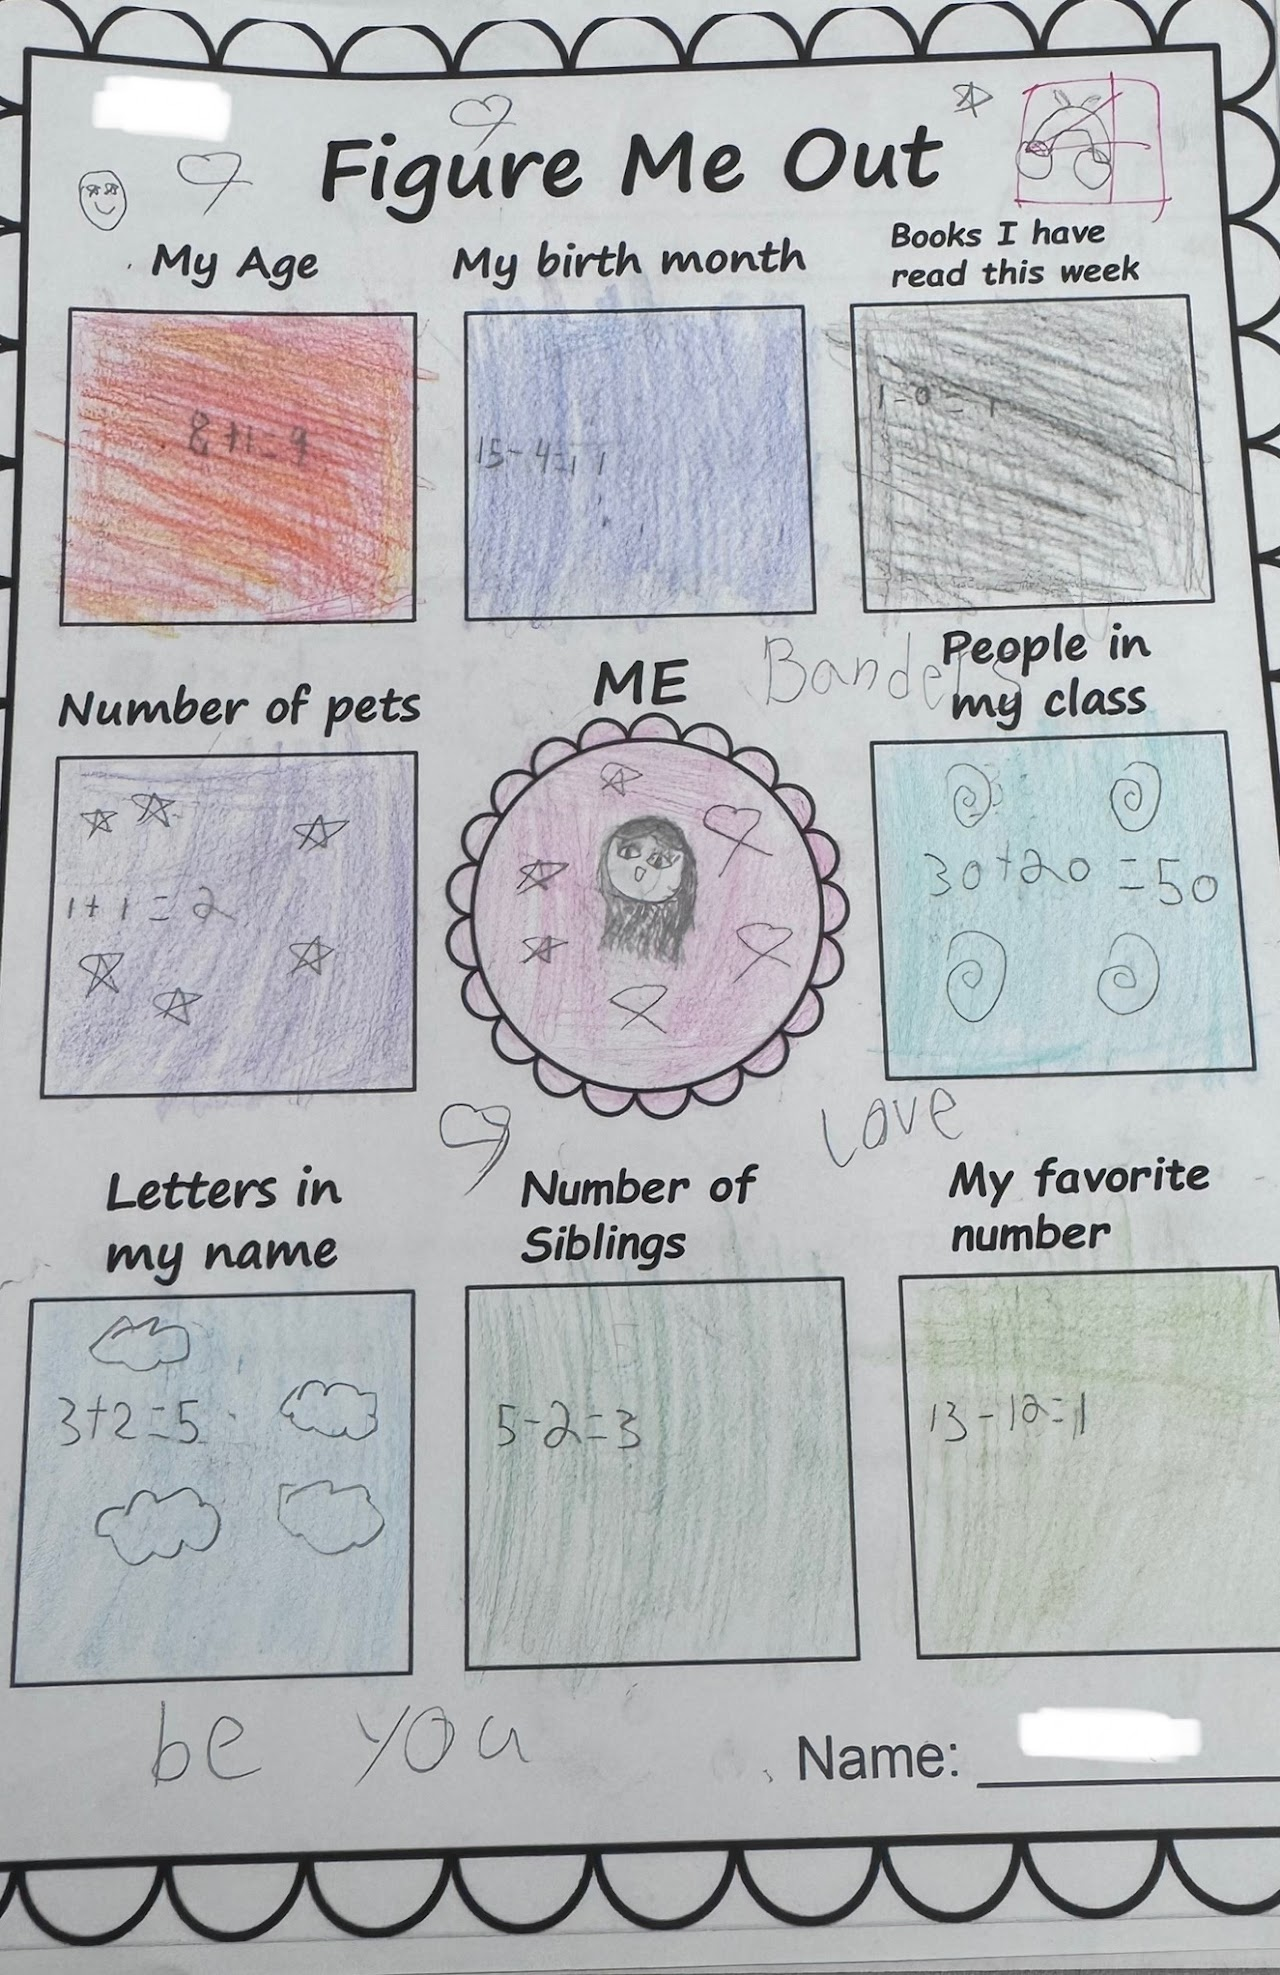 Figure Me Out
My Age
My birth month
Books I have
read this week
8+1=9
15-4=11
1-0=1
ME
Number of pets
People in
my class
1+1=2
30+20=50
Love
Letters in
my name
Number of
Siblings
My favorite
number
3+2=5
5-2=3
13-12=1
be you
Name: